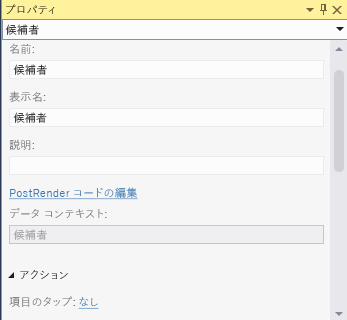 プロパティ
候補者
名前:
候補者
表示名:
候補者
説明:
PostRender コードの編集
データ コンテキスト:
候補者
アクション
項目のタップ: なし